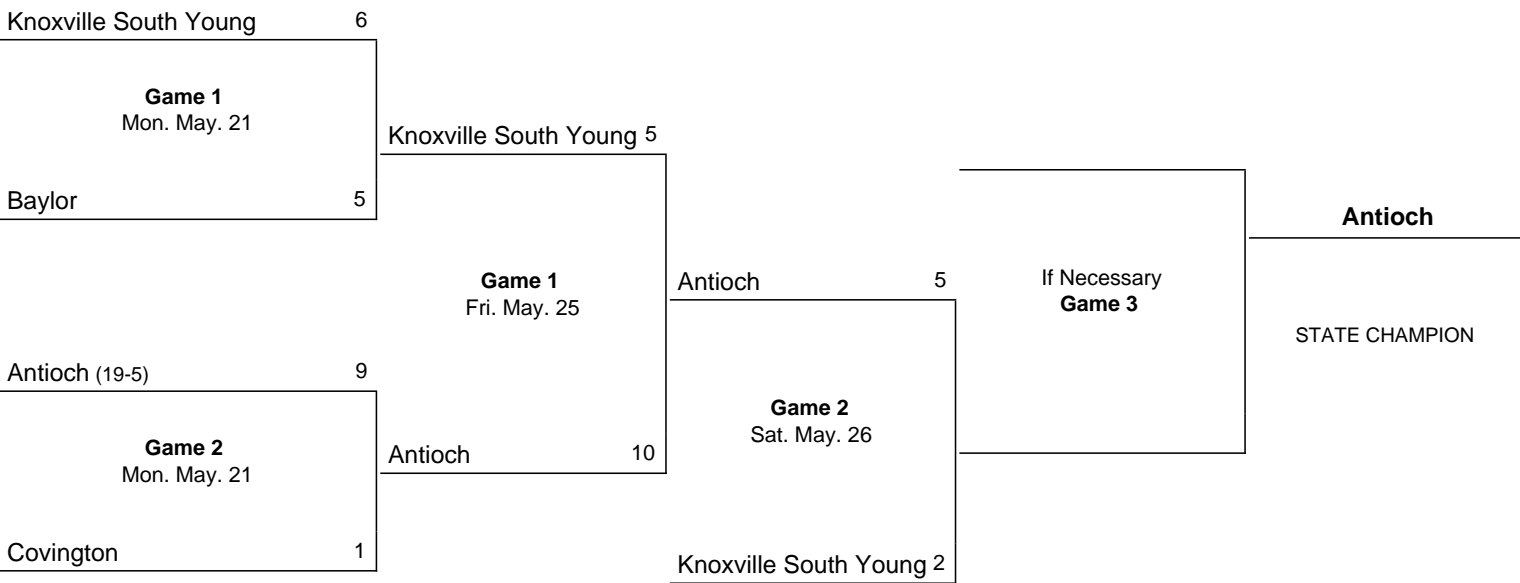 Knoxville South Young 6
Game 1
Mon. May. 21
Baylor 5
Antioch (19-5) 9
Game 2
Mon. May. 21
Covington 1
Knoxville South Young 5
Game 1
Fri. May. 25
Antioch 10
Antioch 5
Game 2
Sat. May. 26
Knoxville South Young 2
If Necessary
Game 3
Antioch
STATE CHAMPION